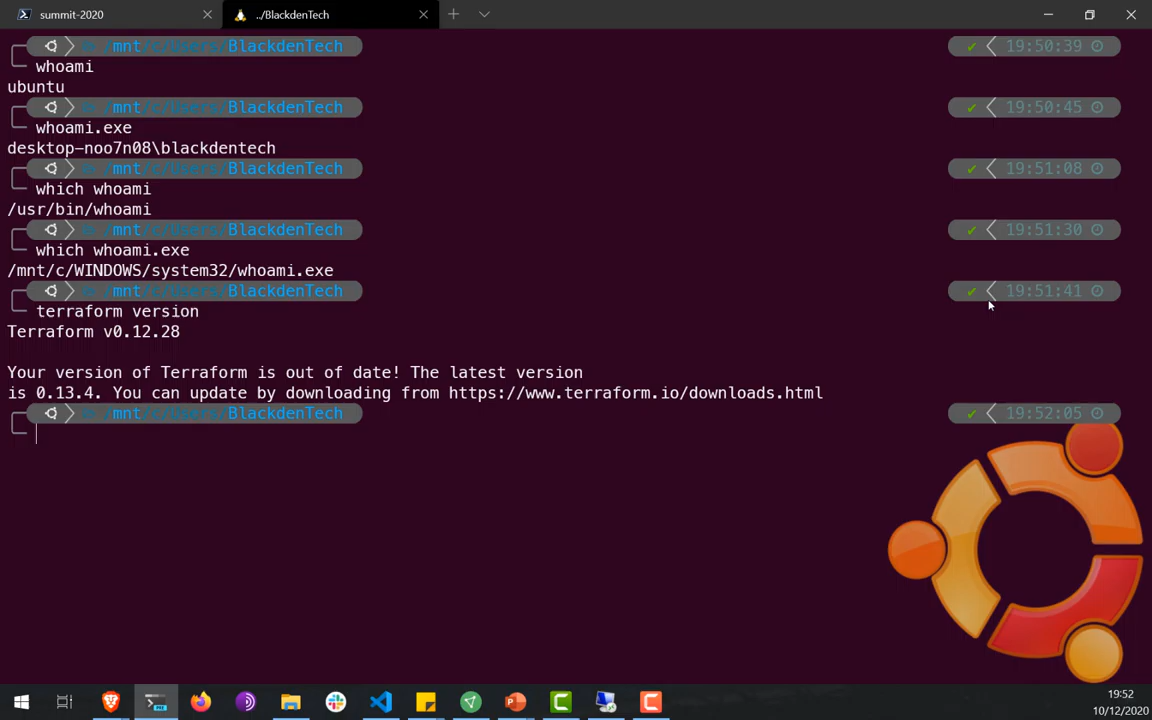 summit-2020
../BlackdenTech
/mnt/c/Users/BlackdenTech 19:50:39
whoami
ubuntu
/mnt/c/Users/BlackdenTech 19:50:45
whoami.exe
desktop-noo7n08\blackdentech
/mnt/c/Users/BlackdenTech 19:51:08
which whoami
/usr/bin/whoami
/mnt/c/Users/BlackdenTech 19:51:30
which whoami.exe
/mnt/c/WINDOWS/system32/whoami.exe
/mnt/c/Users/BlackdenTech 19:51:41
terraform version
Terraform v0.12.28
Your version of Terraform is out of date! The latest version
is 0.13.4. You can update by downloading from https://www.terraform.io/downloads.html
/mnt/c/Users/BlackdenTech 19:52:05
19:52
10/12/2020